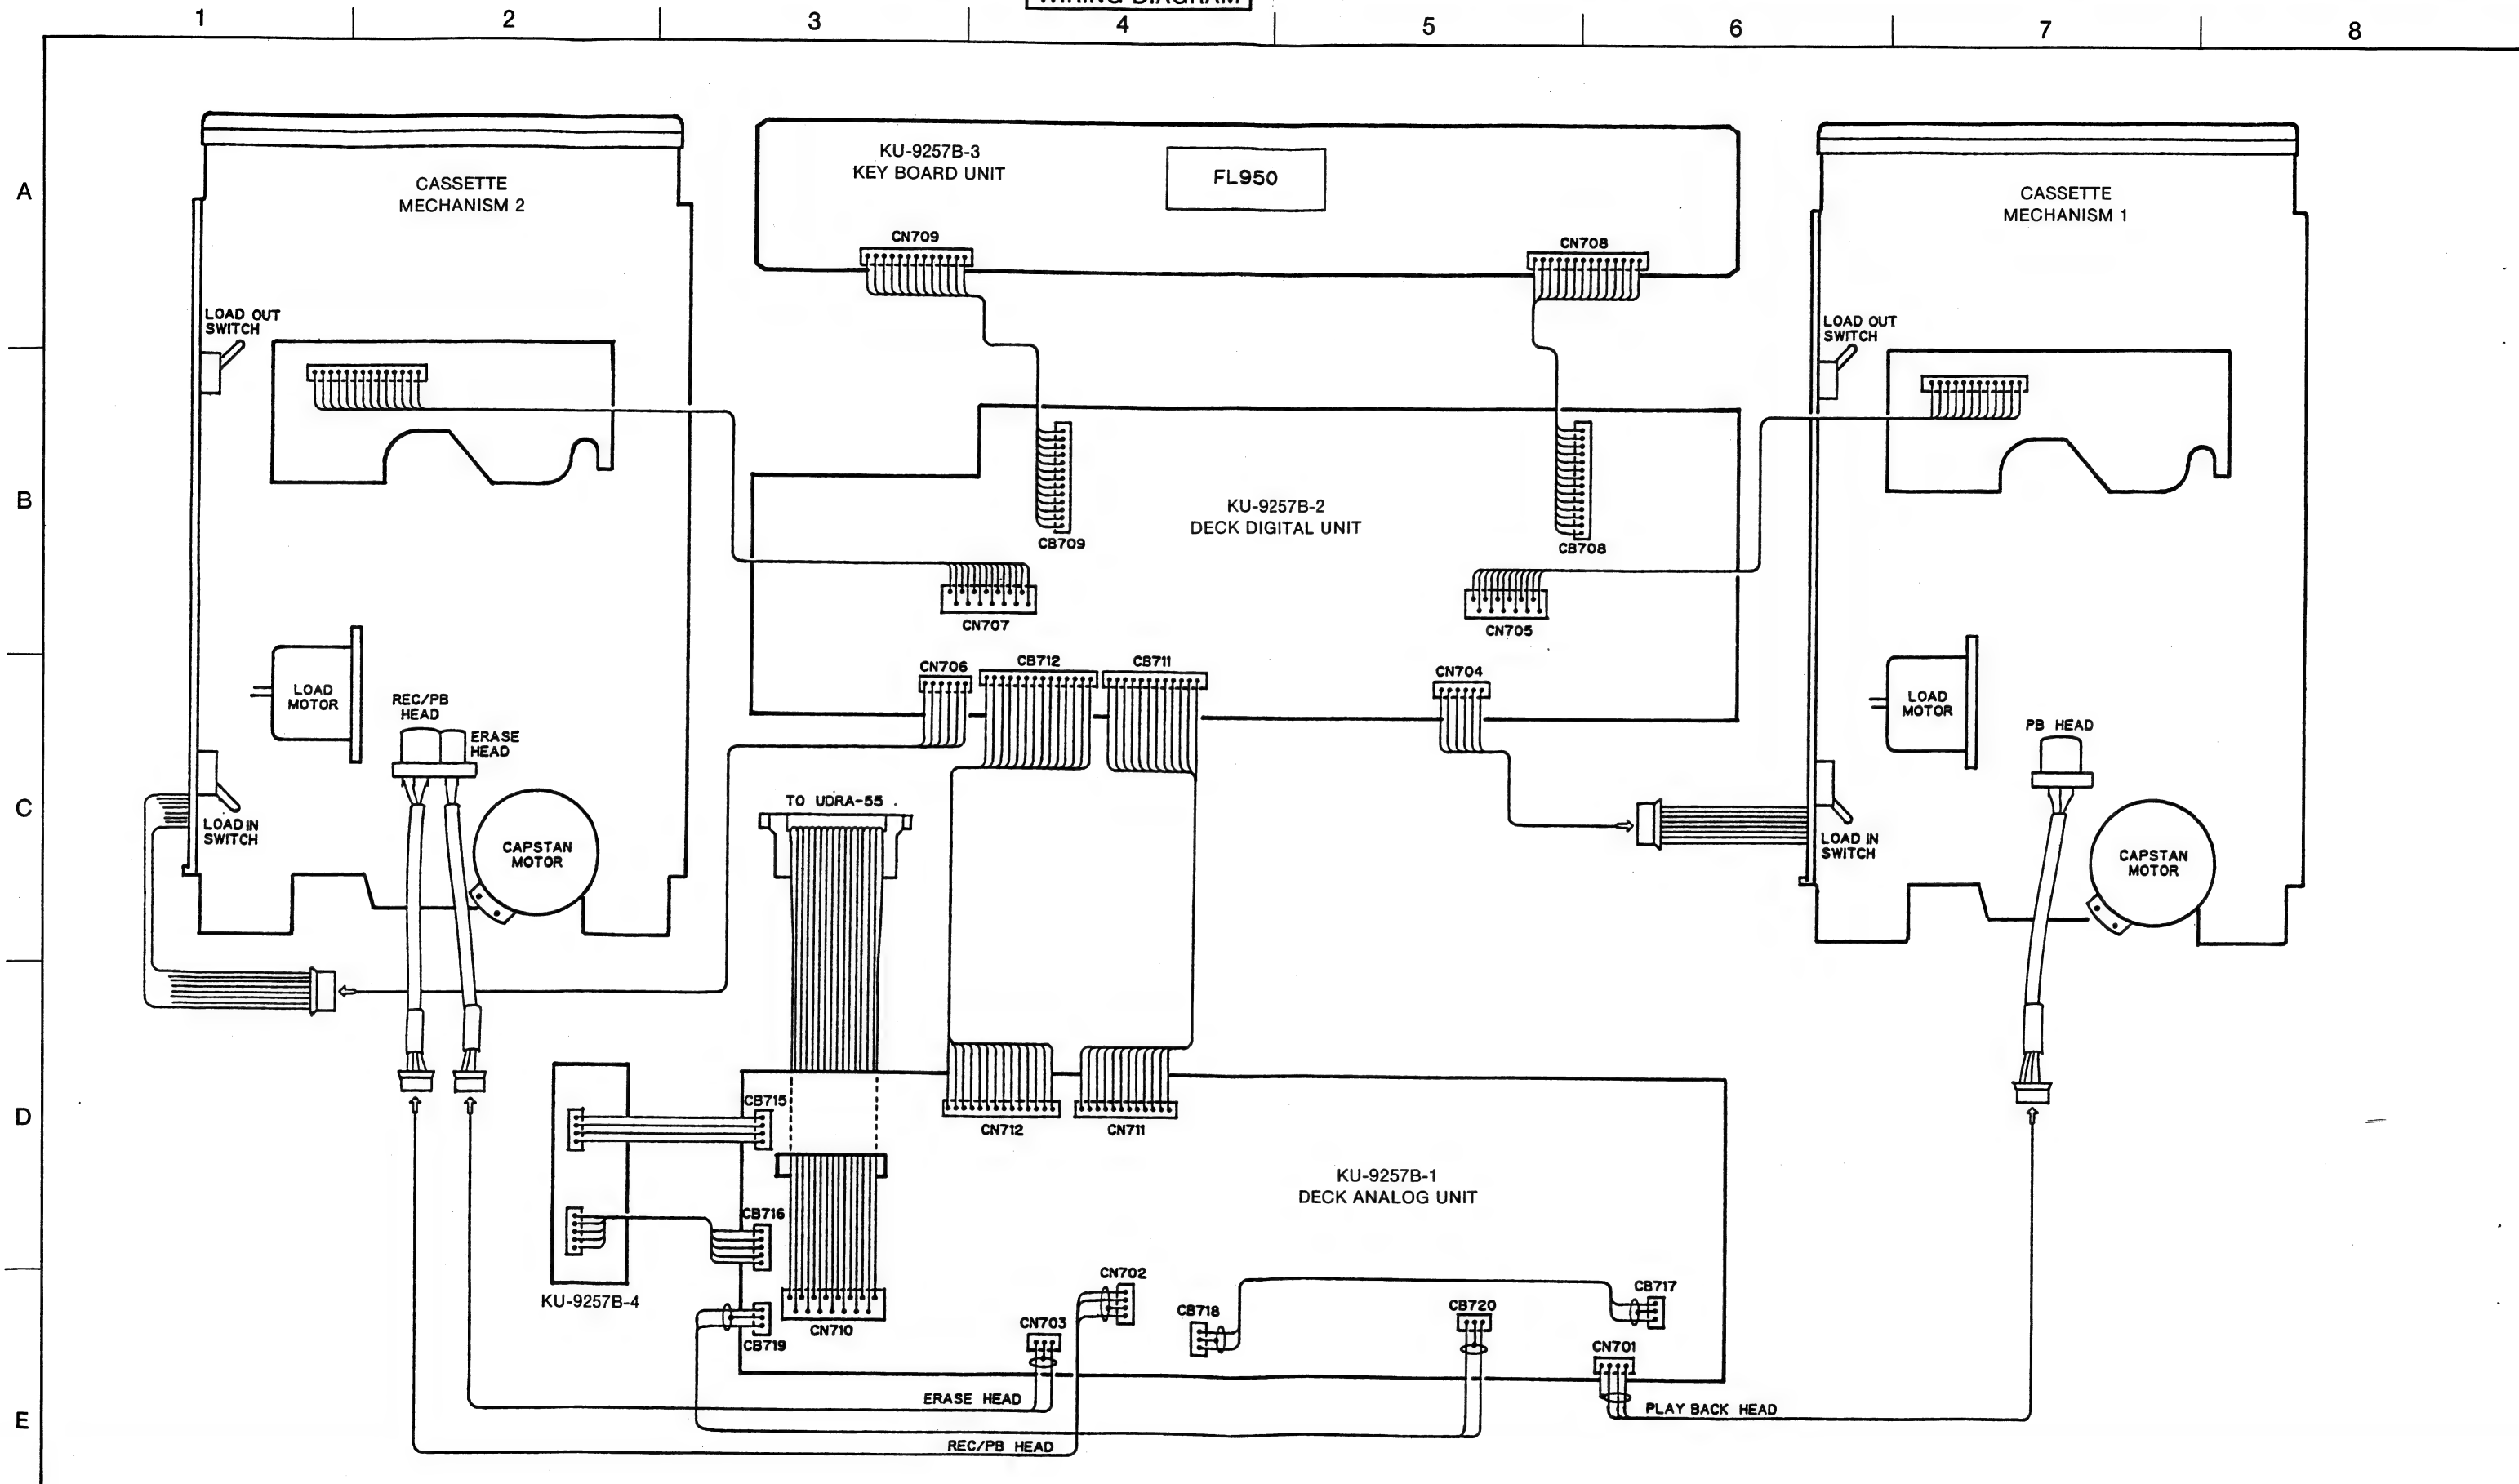 WIRING DIAGRAM
1 2 3 4 5 6 7 8
A
B
C
D
E
CASSETTE
MECHANISM 2
KU-9257B-3
KEY BOARD UNIT
FL950
CASSETTE
MECHANISM 1
CN709
CN708
LOAD OUT
SWITCH
LOAD OUT
SWITCH
KU-9257B-2
DECK DIGITAL UNIT
CB709
CB708
CN707
CN705
CN706
CB712
CB711
CN704
LOAD
MOTOR
REC/PB
HEAD
ERASE
HEAD
LOAD
MOTOR
PB HEAD
TO UDRA-55
LOAD IN
SWITCH
CAPSTAN
MOTOR
LOAD IN
SWITCH
CAPSTAN
MOTOR
CB715
CN712
CN711
KU-9257B-1
DECK ANALOG UNIT
CB716
KU-9257B-4
CN702
CB718
CB720
CB717
CN710
CN703
CB719
CN701
ERASE HEAD
PLAY BACK HEAD
REC/PB HEAD